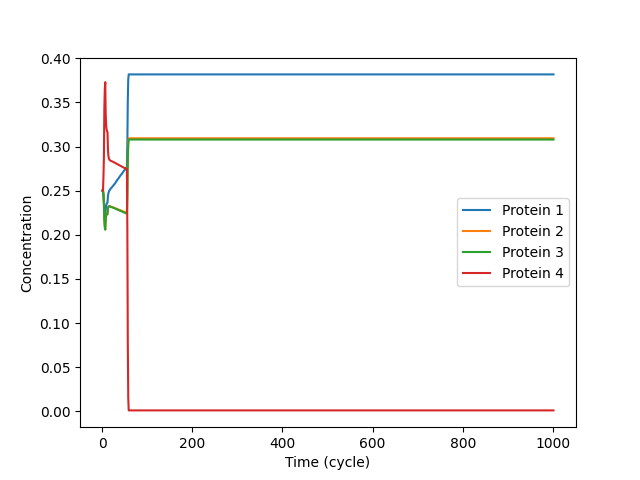 0.40
0.35
0.30
0.25
0.20
0.15
0.10
0.05
0.00
Concentration
0 200 400 600 800 1000
Time (cycle)
Protein 1
Protein 2
Protein 3
Protein 4